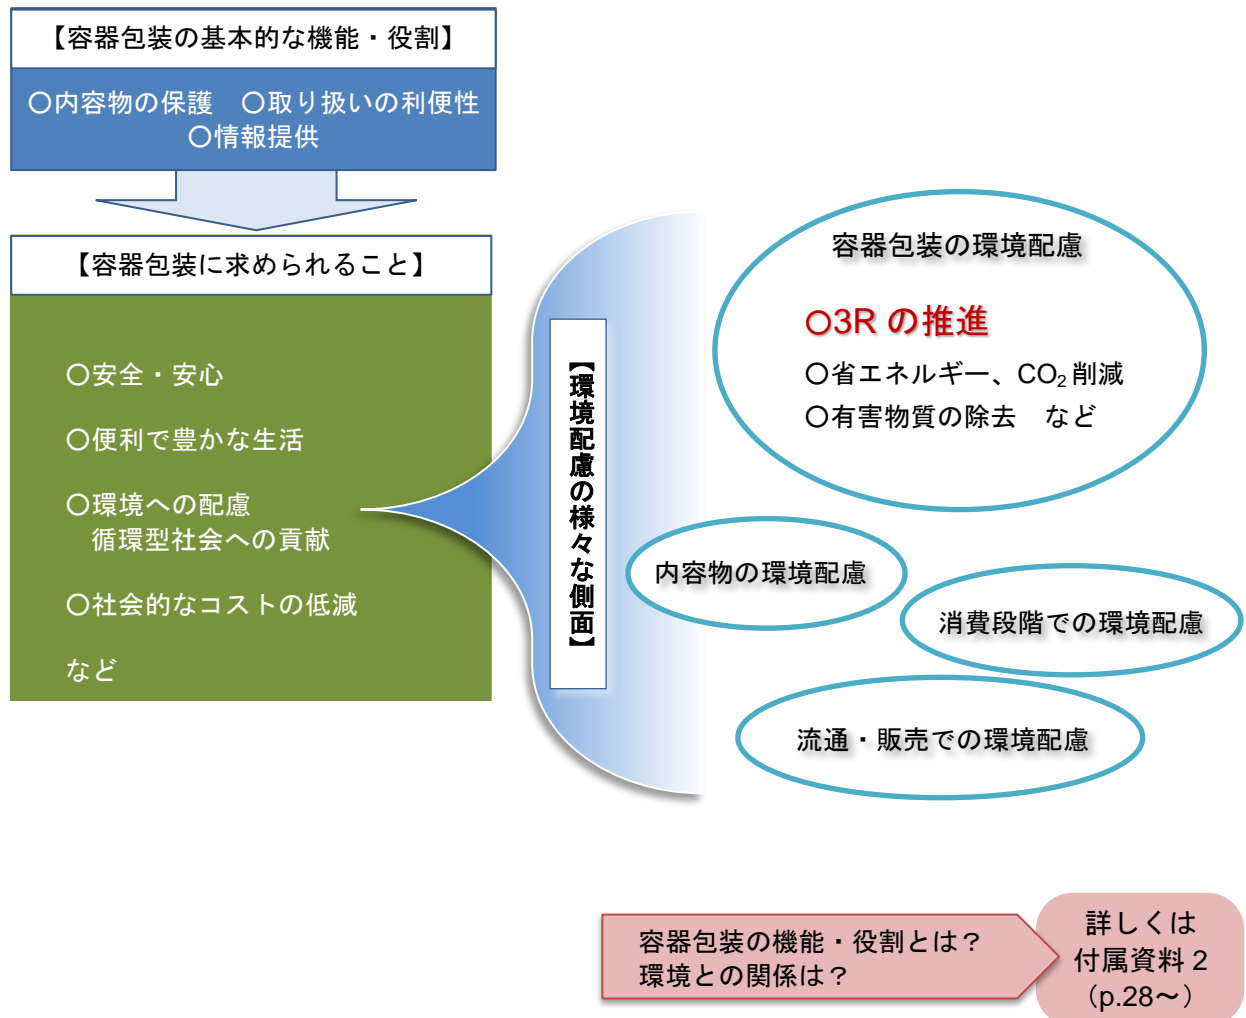 【容器包装の基本的な機能・役割】
○内容物の保護　○取り扱いの利便性
○情報提供
【容器包装に求められること】
○安全・安心
○便利で豊かな生活
○環境への配慮
循環型社会への貢献
○社会的なコストの低減
など
【環境配慮の様々な側面】
容器包装の環境配慮
○3R の推進
○省エネルギー、CO₂削減
○有害物質の除去　など
内容物の環境配慮
消費段階での環境配慮
流通・販売での環境配慮
容器包装の機能・役割とは？
環境との関係は？
詳しくは
付属資料 2
（p.28～）